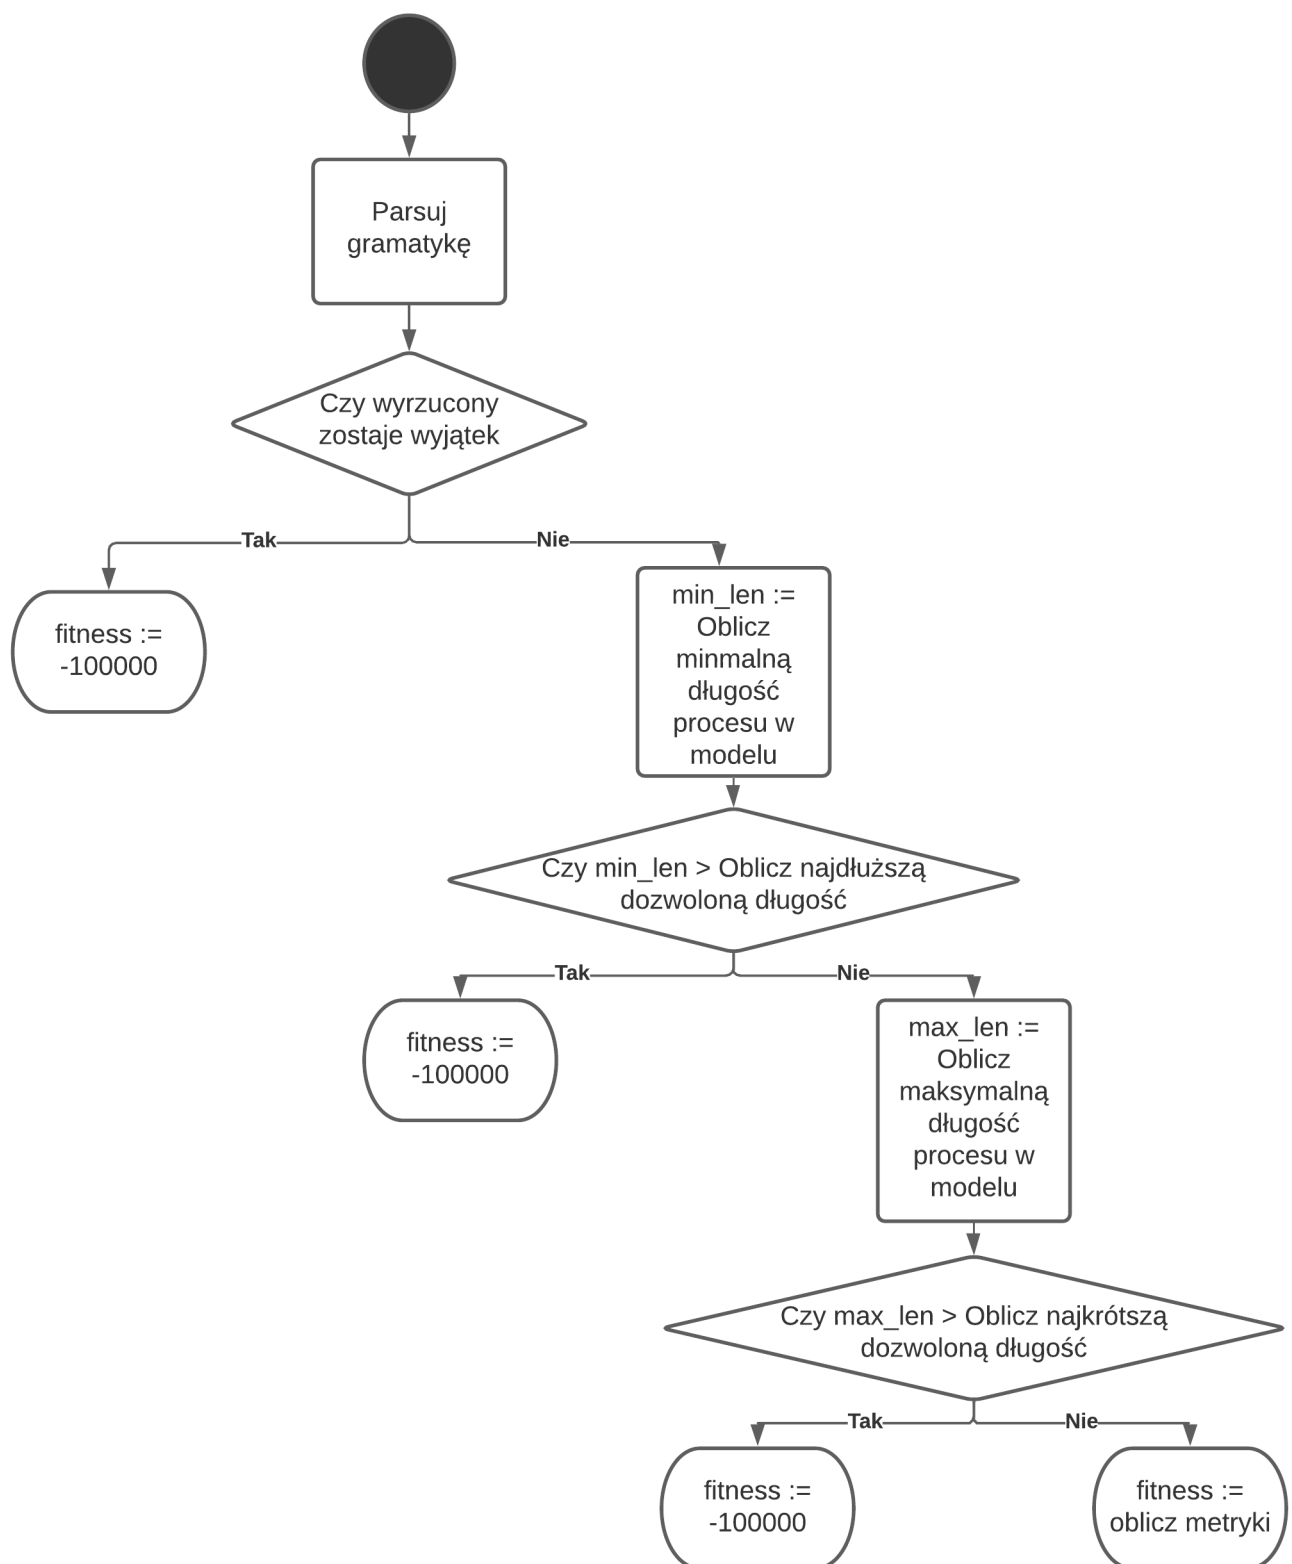 Parsuj
gramatykę
Czy wyrzucony
zostaje wyjątek
Tak
Nie
fitness :=
-100000
min_len :=
Oblicz
minmalną
długość
procesu w
modelu
Czy min_len > Oblicz najdłuższą
dozwoloną długość
Tak
Nie
fitness :=
-100000
max_len :=
Oblicz
maksymalną
długość
procesu w
modelu
Czy max_len > Oblicz najkrótszą
dozwoloną długość
Tak
Nie
fitness :=
-100000
fitness :=
oblicz metryki